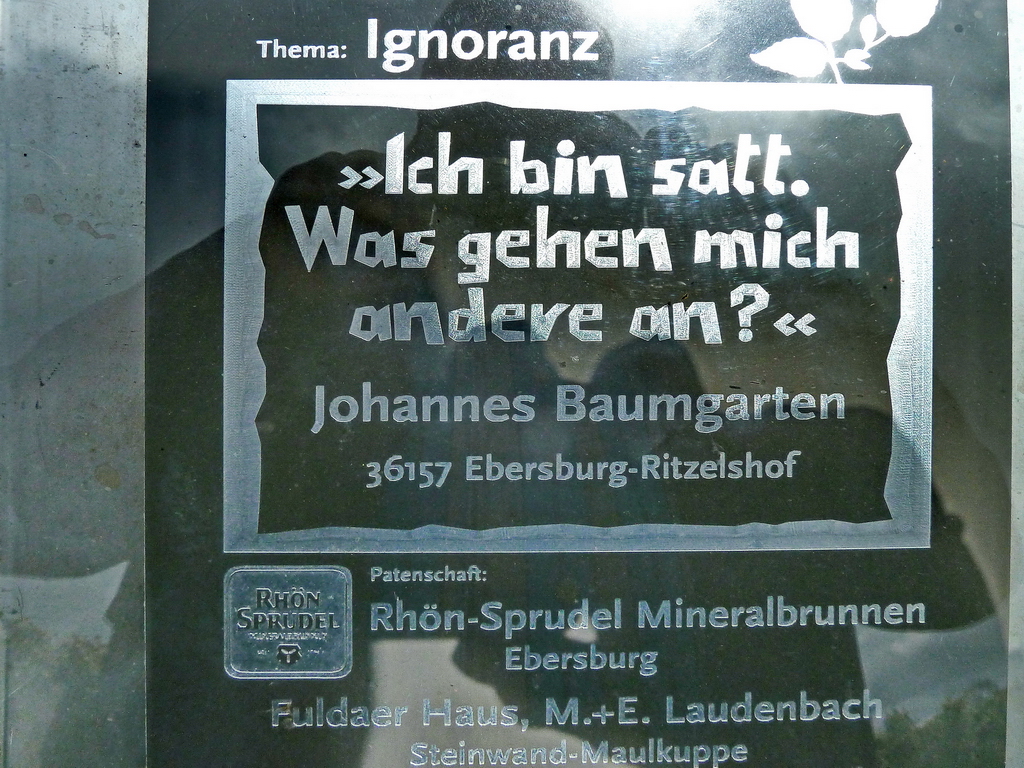 Thema: Ignoranz
»Ich bin satt.
Was gehen mich
andere an?«
Johannes Baumgarten
36157 Ebersburg-Ritzelshof
Patenschaft:
RHÖN
SPRUDEL
Rhön-Sprudel Mineralbrunnen
Ebersburg
Fuldaer Haus, M.+E. Laudenbach
Steinwand-Maulkuppe